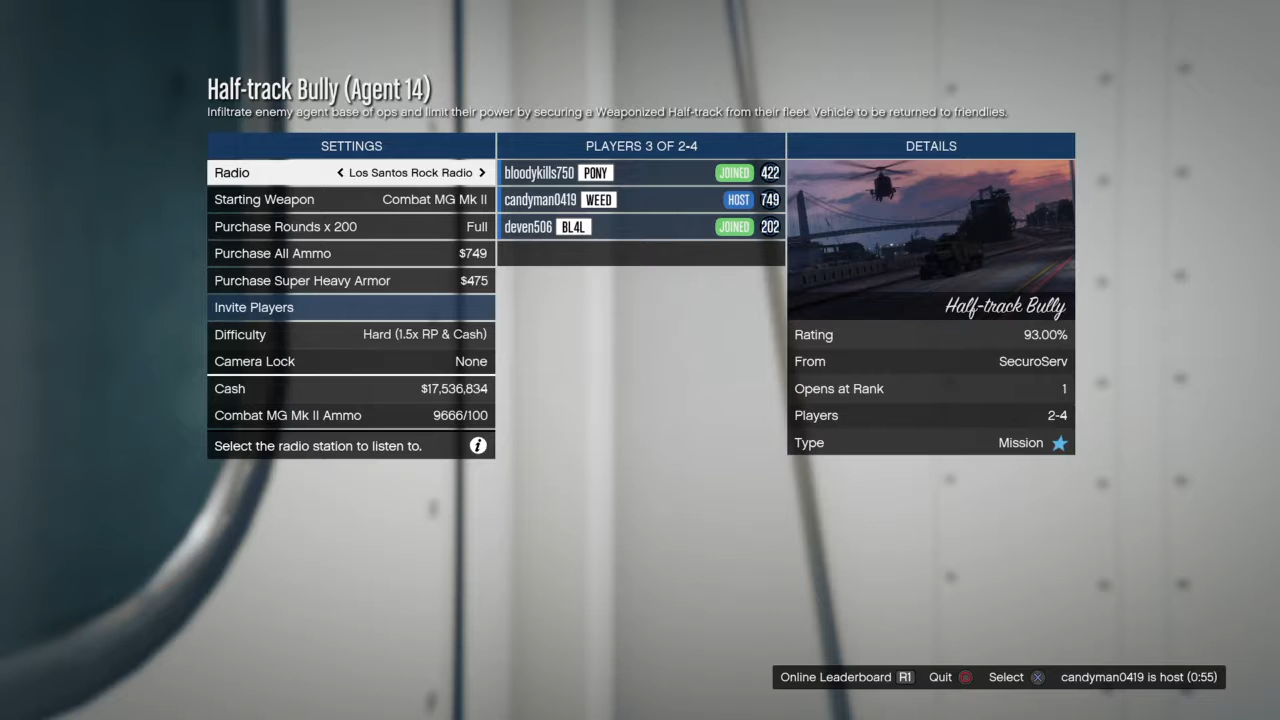 Half-track Bully (Agent 14)
Infiltrate enemy agent base of ops and limit their power by securing a Weaponized Half-track from their fleet. Vehicle to be returned to friendlies.
SETTINGS
Radio Los Santos Rock Radio
Starting Weapon Combat MG Mk II
Purchase Rounds x 200 Full
Purchase All Ammo $749
Purchase Super Heavy Armor $475
Invite Players
Difficulty Hard (1.5x RP & Cash)
Camera Lock None
Cash $17,536,834
Combat MG Mk II Ammo 9666/100
Select the radio station to listen to.
PLAYERS 3 OF 2-4
bloodykills750 PONY JOINED 422
candyman0419 WEED HOST 749
deven506 BL4L JOINED 202
DETAILS
Half-track Bully
Rating 93.00%
From SecuroServ
Opens at Rank 1
Players 2-4
Type Mission
Online Leaderboard R1 Quit Select candyman0419 is host (0:55)